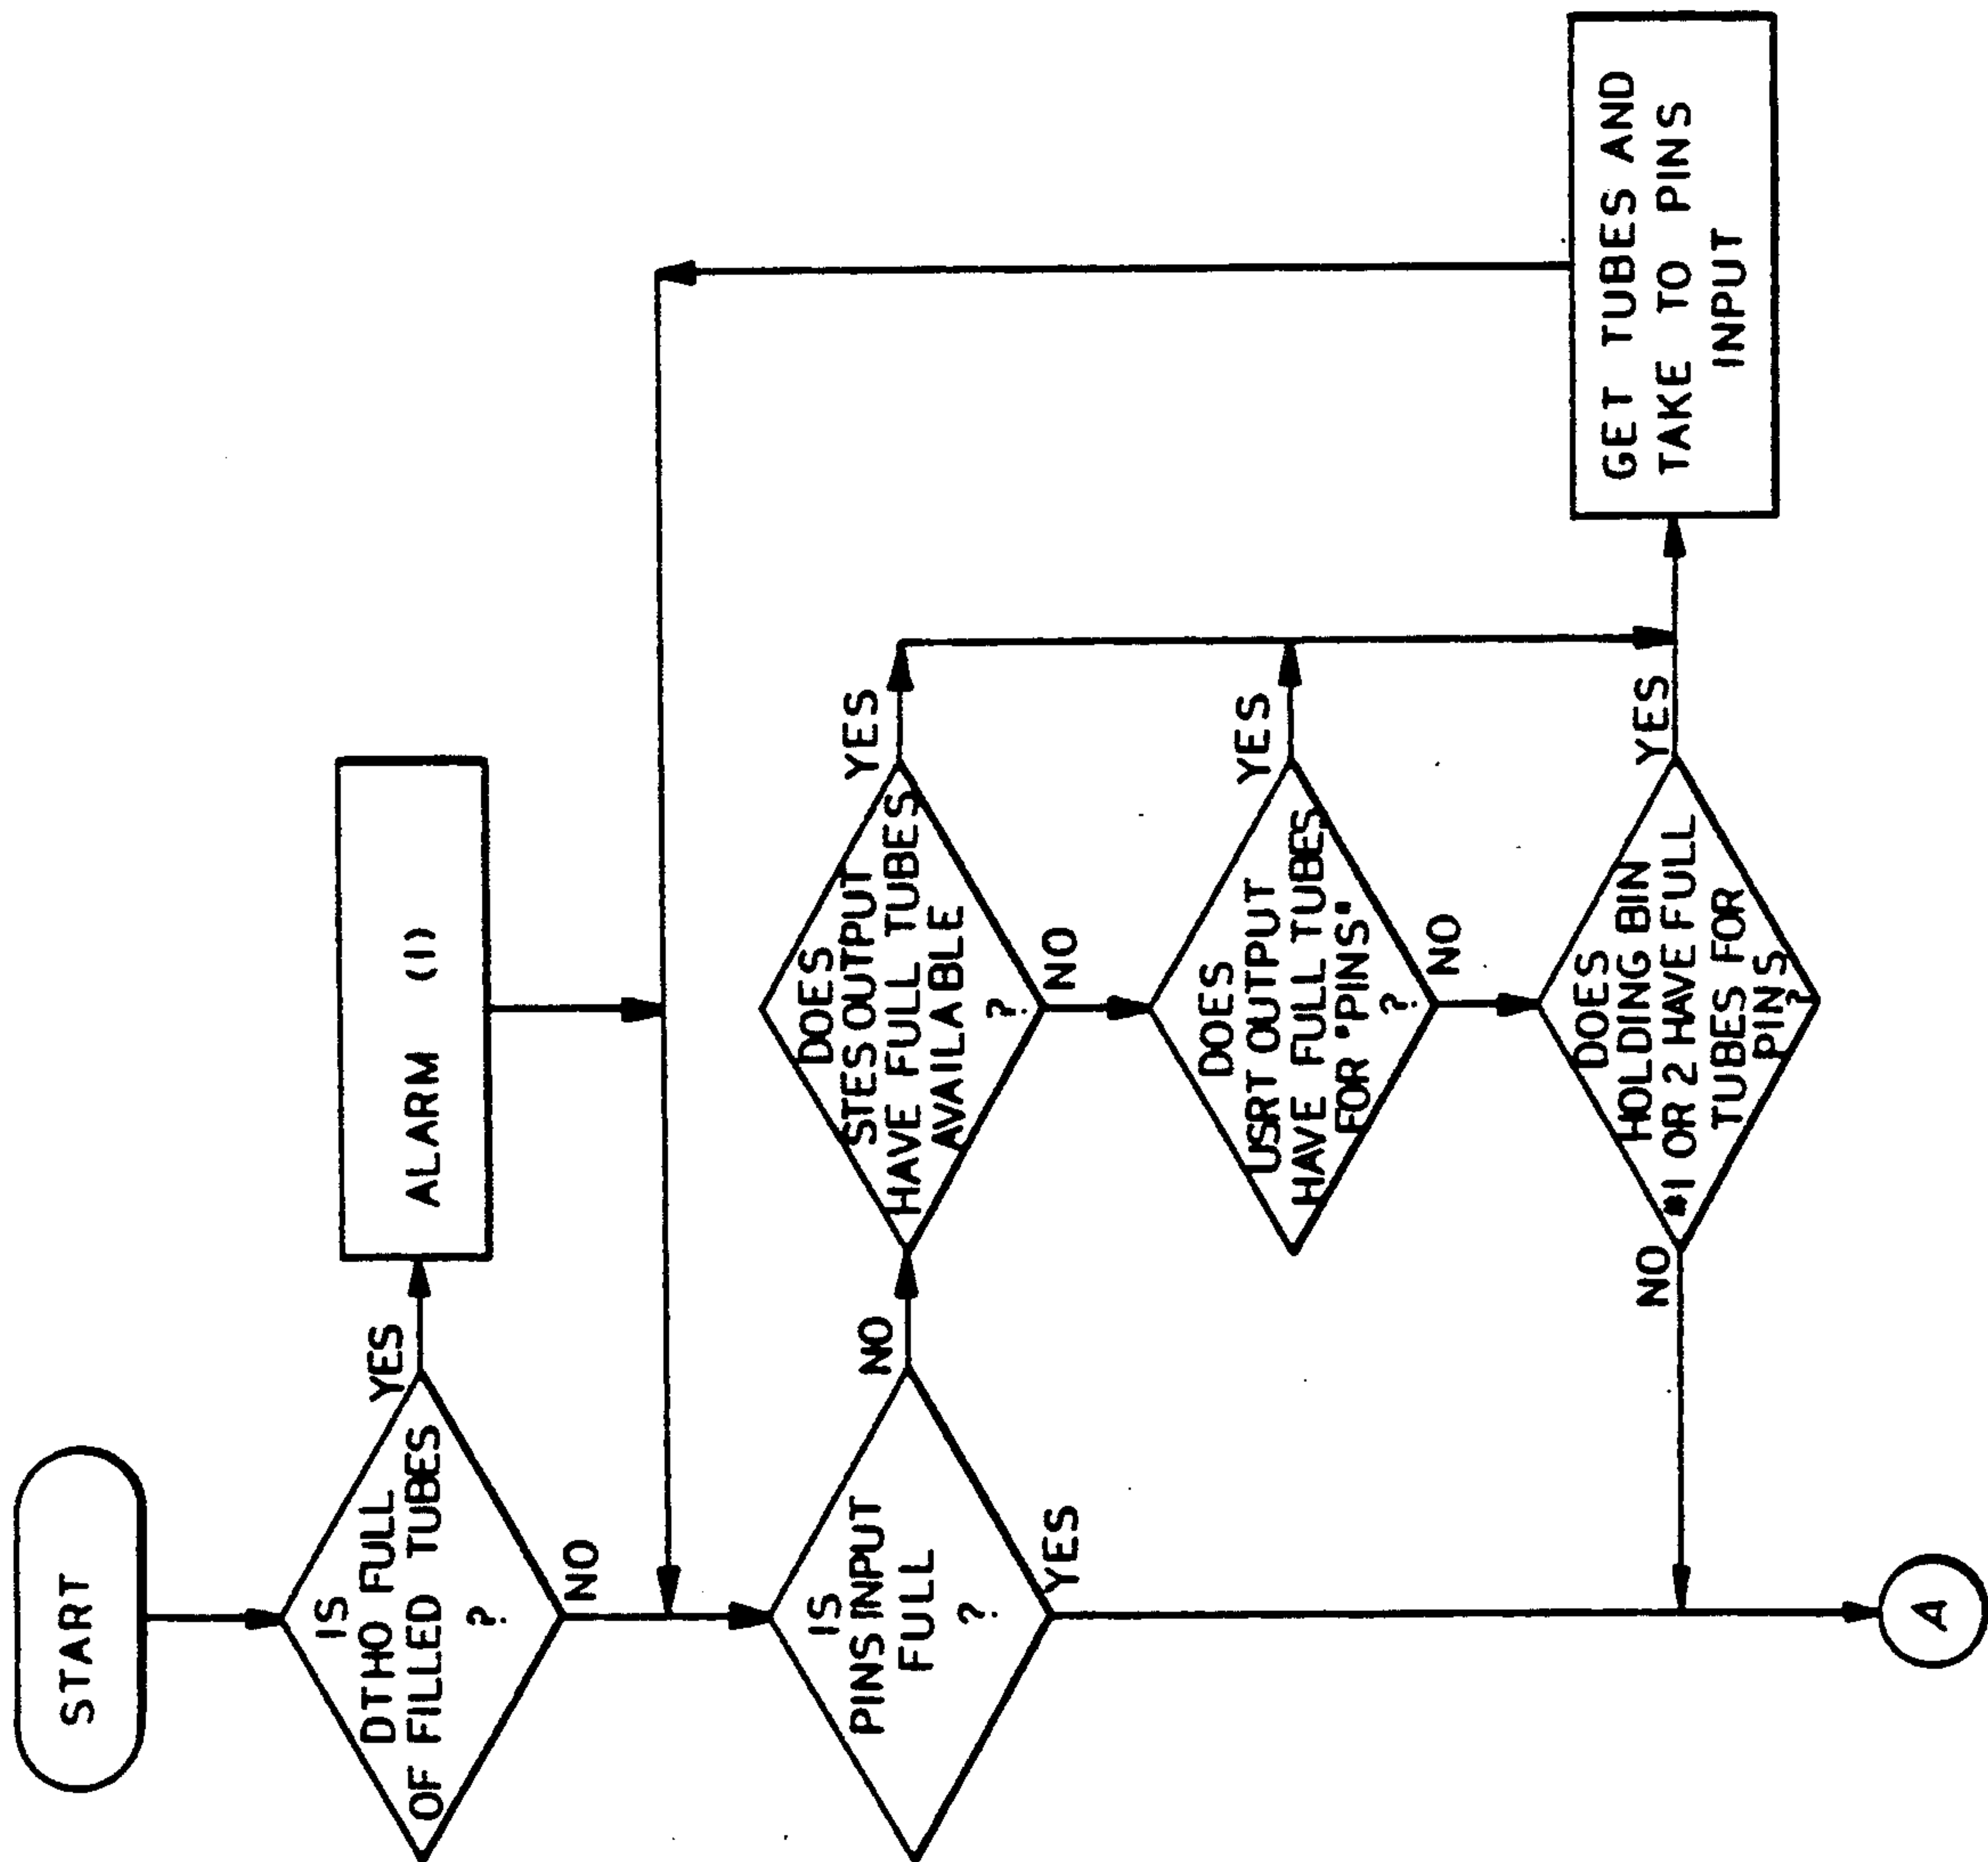 START
IS
DTHO FULL
OF FILLED TUBES
?
YES
ALARM (1)
NO
IS
PINS INPUT
FULL
?
NO
YES
DOES
STES OUTPUT
HAVE FULL TUBES
AVAILABLE
?
YES
NO
DOES
USRT OUTPUT
HAVE FULL TUBES
FOR "PINS"
?
YES
NO
DOES
HOLDING BIN
#1 OR 2 HAVE FULL
TUBES FOR
PINS
?
NO
YES
GET TUBES AND
TAKE TO PINS
INPUT
A